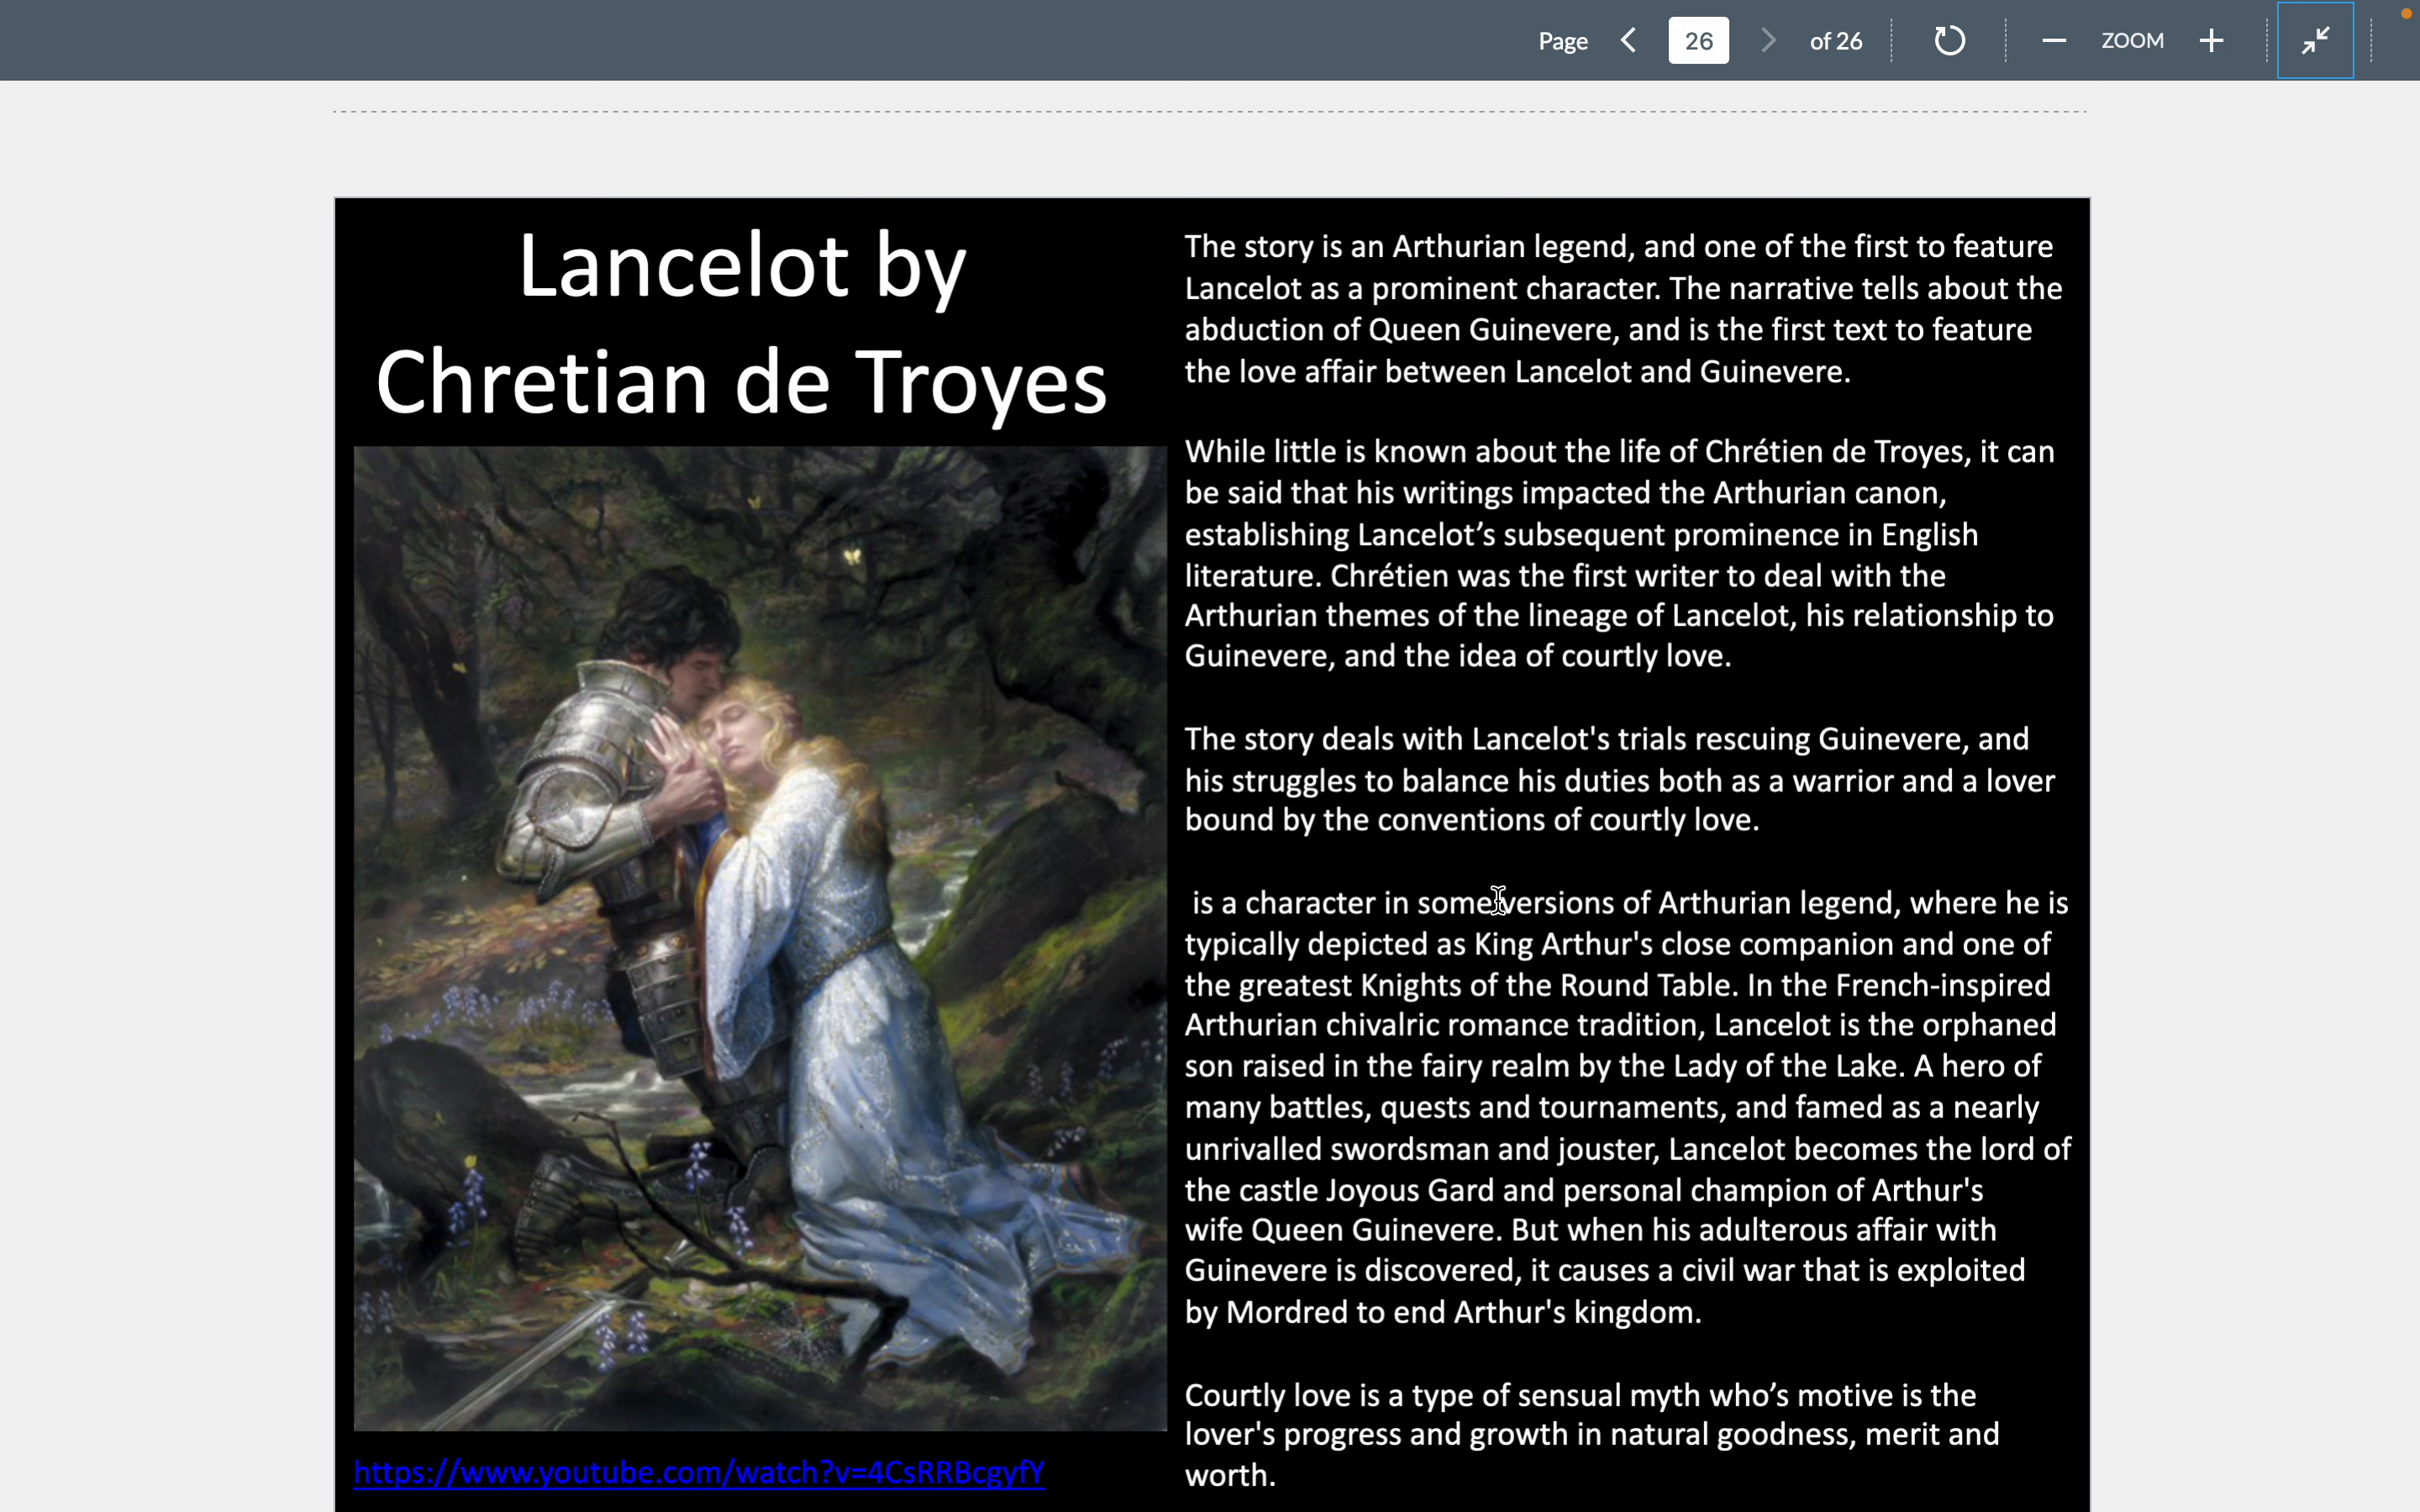 Page 26 of 26 ZOOM
Lancelot by
Chretian de Troyes
https://www.youtube.com/watch?v=4CsRRBcgyfY
The story is an Arthurian legend, and one of the first to feature
Lancelot as a prominent character. The narrative tells about the
abduction of Queen Guinevere, and is the first text to feature
the love affair between Lancelot and Guinevere.
While little is known about the life of Chrétien de Troyes, it can
be said that his writings impacted the Arthurian canon,
establishing Lancelot’s subsequent prominence in English
literature. Chrétien was the first writer to deal with the
Arthurian themes of the lineage of Lancelot, his relationship to
Guinevere, and the idea of courtly love.
The story deals with Lancelot's trials rescuing Guinevere, and
his struggles to balance his duties both as a warrior and a lover
bound by the conventions of courtly love.
is a character in some versions of Arthurian legend, where he is
typically depicted as King Arthur's close companion and one of
the greatest Knights of the Round Table. In the French-inspired
Arthurian chivalric romance tradition, Lancelot is the orphaned
son raised in the fairy realm by the Lady of the Lake. A hero of
many battles, quests and tournaments, and famed as a nearly
unrivalled swordsman and jouster, Lancelot becomes the lord of
the castle Joyous Gard and personal champion of Arthur's
wife Queen Guinevere. But when his adulterous affair with
Guinevere is discovered, it causes a civil war that is exploited
by Mordred to end Arthur's kingdom.
Courtly love is a type of sensual myth who’s motive is the
lover's progress and growth in natural goodness, merit and
worth.